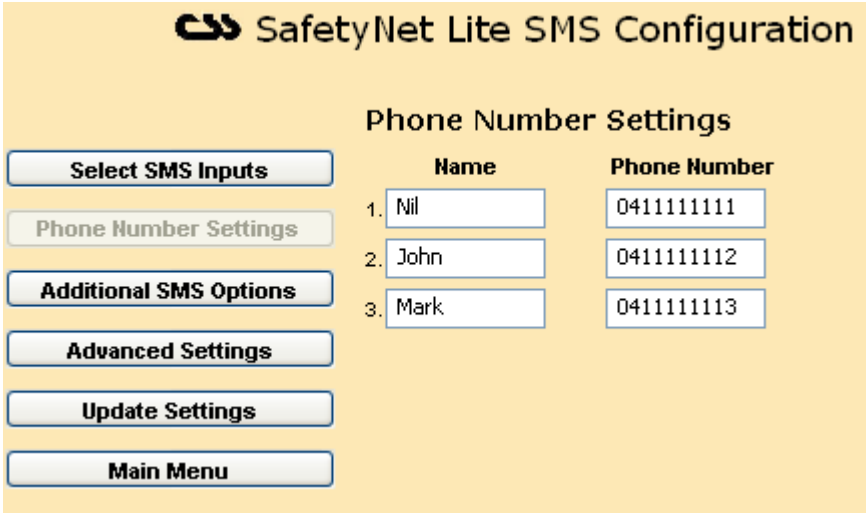 CSS SafetyNet Lite SMS Configuration
Phone Number Settings
Select SMS Inputs
Phone Number Settings
Additional SMS Options
Advanced Settings
Update Settings
Main Menu
Name Phone Number
1. Nil 0411111111
2. John 0411111112
3. Mark 0411111113